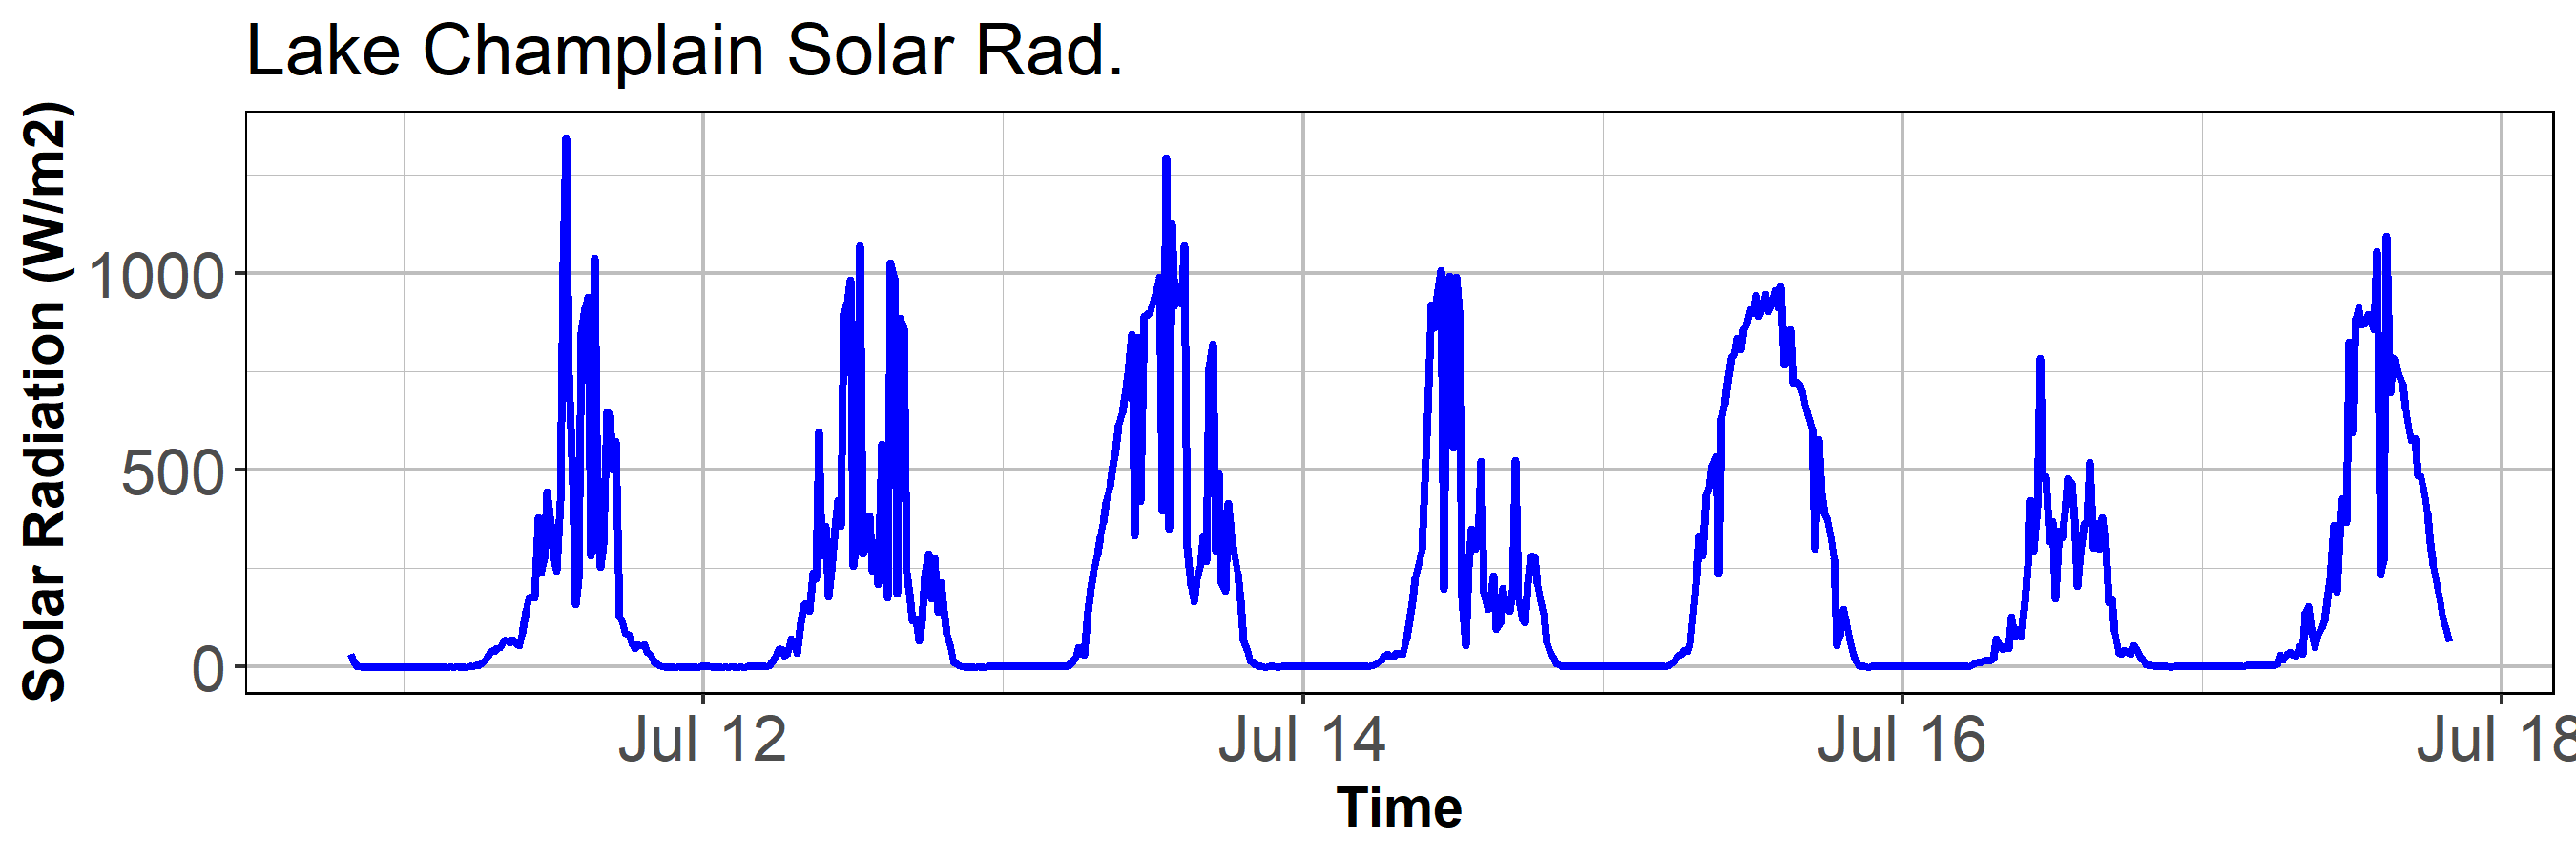 Lake Champlain Solar Rad.
Solar Radiation (W/m2)
1000
500
0
Jul 12
Jul 14
Jul 16
Jul 18
Time